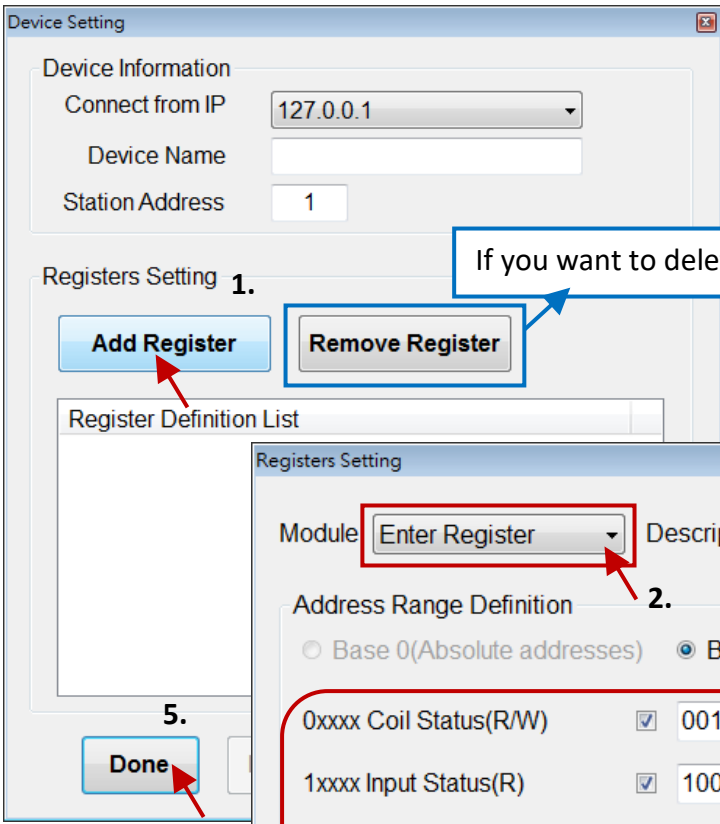 Device Setting
Device Information
Connect from IP 127.0.0.1
Device Name
Station Address 1
If you want to
Registers Setting 1.
Add Register Remove Register
Register Definition List
Registers Setting
Module Enter Register
2.
Address Range Definition
Base 0(Absolute addresses)
5.
0xxxx Coil Status(R/W) 001
Done
1xxxx Input Status(R) 100